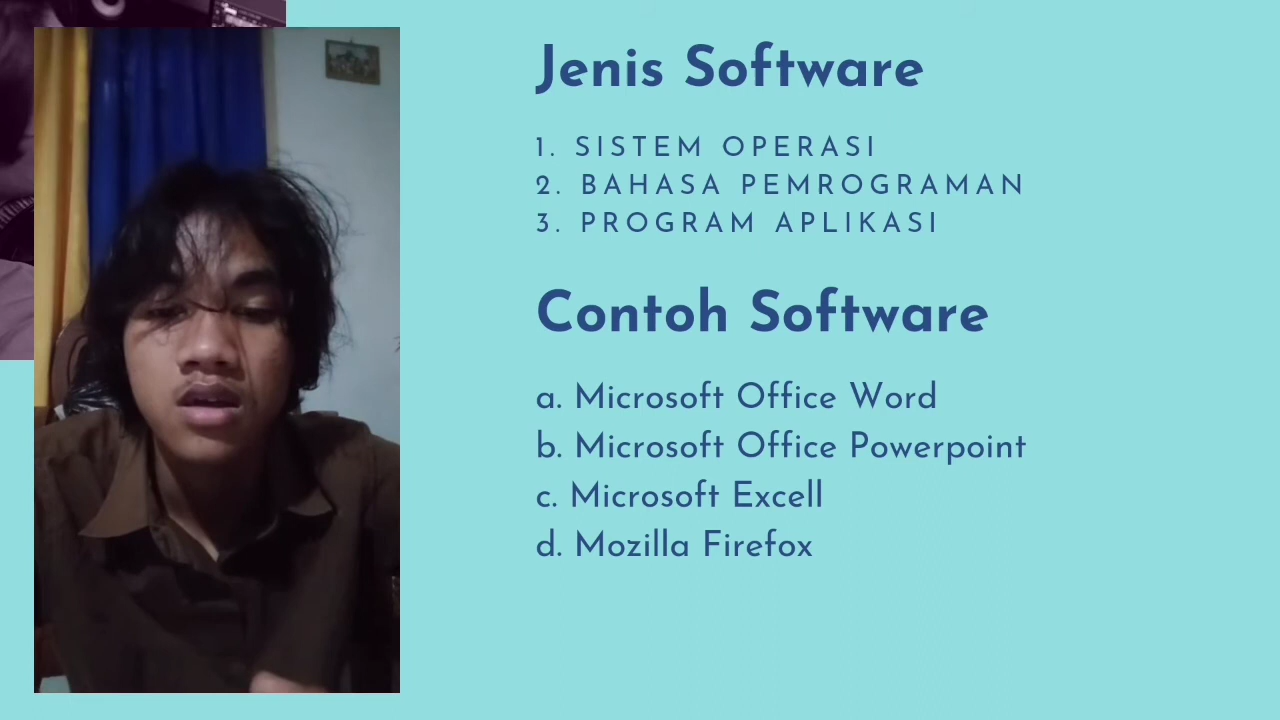 Jenis Software
1. SISTEM OPERASI
2. BAHASA PEMROGRAMAN
3. PROGRAM APLIKASI
Contoh Software
a. Microsoft Office Word
b. Microsoft Office Powerpoint
c. Microsoft Excell
d. Mozilla Firefox